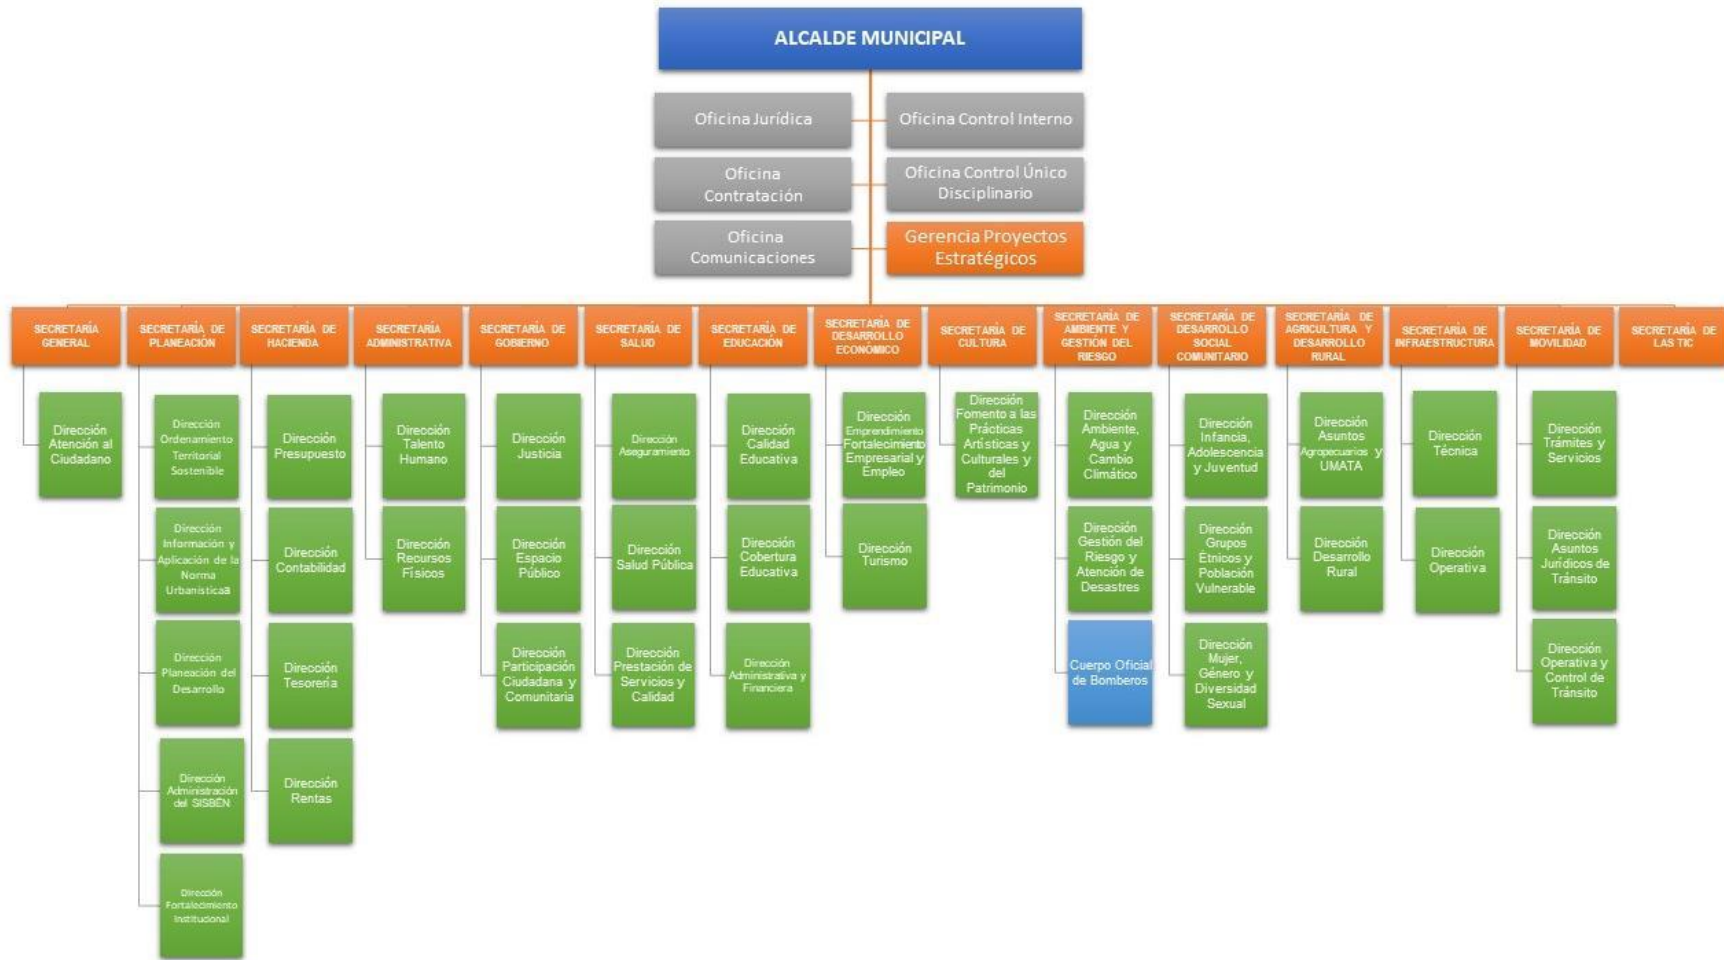 ALCALDE MUNICIPAL
Oficina Jurídica
Oficina Control Interno
Oficina
Contratación
Oficina Control Único
Disciplinario
Oficina
Comunicaciones
Gerencia Proyectos
Estratégicos
SECRETARÍA
GENERAL
SECRETARÍA DE
PLANEACIÓN
SECRETARÍA DE
HACIENDA
SECRETARÍA
ADMINISTRATIVA
SECRETARÍA DE
GOBIERNO
SECRETARÍA DE
SALUD
SECRETARÍA DE
EDUCACIÓN
SECRETARÍA DE
DESARROLLO
ECONÓMICO
SECRETARÍA DE
CULTURA
SECRETARÍA DE
AMBIENTE Y
GESTIÓN DEL
RIESGO
SECRETARÍA DE
DESARROLLO
SOCIAL
COMUNITARIO
SECRETARÍA DE
AGRICULTURA Y
DESARROLLO
RURAL
SECRETARÍA DE
INFRAESTRUCTURA
SECRETARÍA DE
MOVILIDAD
SECRETARÍA DE
LAS TIC
Dirección
Atención al
Ciudadano
Dirección
Ordenamiento
Territorial
Sostenible
Dirección
Información y
Aplicación de la
Norma
Urbanísticaa
Dirección
Planeación del
Desarrollo
Dirección
Administración
del SISBÉN
Dirección
Fortalecimiento
Institucional
Dirección
Presupuesto
Dirección
Contabilidad
Dirección
Tesorería
Dirección
Rentas
Dirección
Talento
Humano
Dirección
Recursos
Físicos
Dirección
Justicia
Dirección
Espacio
Público
Dirección
Participación
Ciudadana y
Comunitaria
Dirección
Aseguramiento
Dirección
Salud Pública
Dirección
Prestación de
Servicios y
Calidad
Dirección
Calidad
Educativa
Dirección
Cobertura
Educativa
Dirección
Administrativa y
Financiera
Dirección
Emprendimiento
Fortalecimiento
Empresarial y
Empleo
Dirección
Turismo
Dirección
Fomento a las
Prácticas
Artísticas y
Culturales y
del
Patrimonio
Dirección
Ambiente,
Agua y
Cambio
Climático
Dirección
Gestión del
Riesgo y
Atención de
Desastres
Cuerpo Oficial
de Bomberos
Dirección
Infancia,
Adolescencia
y Juventud
Dirección
Grupos
Étnicos y
Población
Vulnerable
Dirección
Mujer,
Género y
Diversidad
Sexual
Dirección
Asuntos
Agropecuarios y
UMATA
Dirección
Desarrollo
Rural
Dirección
Técnica
Dirección
Operativa
Dirección
Trámites y
Servicios
Dirección
Asuntos
Jurídicos de
Tránsito
Dirección
Operativa y
Control de
Tránsito